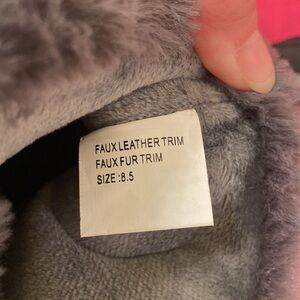 FAUX LEATHER TRIM
FAUX FUR TRIM
SIZE :8.5